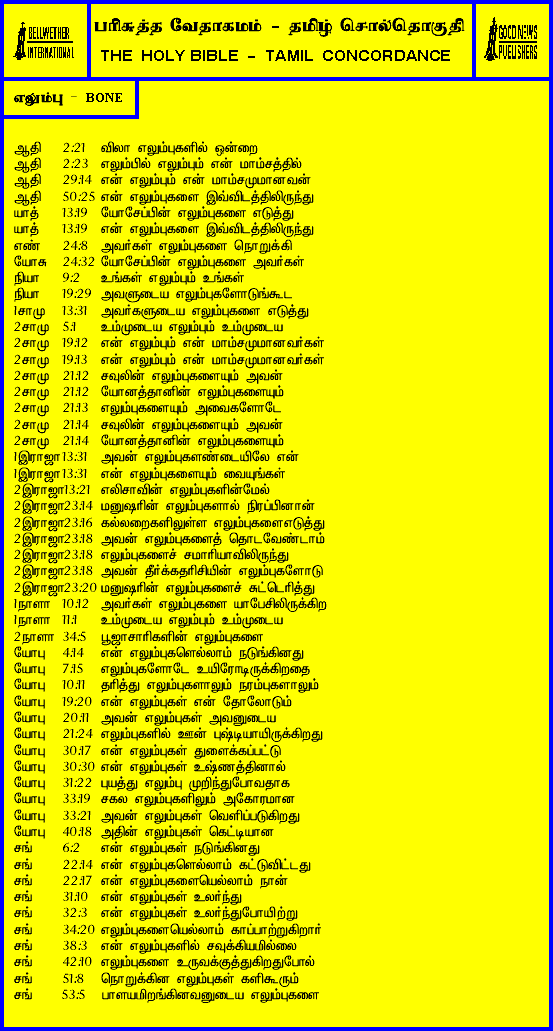 BELLWETHER
INTERNATIONAL
பரிசுத்த வேதாகமம் - தமிழ் சொல்தொகுதி
THE HOLY BIBLE - TAMIL CONCORDANCE
GOOD NEWS
PUBLISHERS
எலும்பு - BONE
ஆதி 2:21 விலா எலும்புகளில் ஒன்றை
ஆதி 2:23 எலும்பில் எலும்பும் என் மாம்சத்தில்
ஆதி 29:14 என் எலும்பும் என் மாம்சமுமானவன்
ஆதி 50:25 என் எலும்புகளை இவ்விடத்திலிருந்து
யாத் 13:19 யோசேப்பின் எலும்புகளை எடுத்து
யாத் 13:19 என் எலும்புகளை இவ்விடத்திலிருந்து
எண் 24:8 அவர்கள் எலும்புகளை நொறுக்கி
யோசு 24:32 யோசேப்பின் எலும்புகளை அவர்கள்
நியா 9:2 உங்கள் எலும்பும் உங்கள்
நியா 19:29 அவளுடைய எலும்புகளோடுங்கூட
1சாமு 13:31 அவர்களுடைய எலும்புகளை எடுத்து
2சாமு 5:1 உம்முடைய எலும்பும் உம்முடைய
2சாமு 19:12 என் எலும்பும் என் மாம்சமுமானவர்கள்
2சாமு 19:13 என் எலும்பும் என் மாம்சமுமானவர்கள்
2சாமு 21:12 சவுலின் எலும்புகளையும் அவன்
2சாமு 21:12 யோனத்தானின் எலும்புகளையும்
2சாமு 21:13 எலும்புகளையும் அவைகளோடே
2சாமு 21:14 சவுலின் எலும்புகளையும் அவன்
2சாமு 21:14 யோனத்தானின் எலும்புகளையும்
1இராஜா13:31 அவன் எலும்புகளண்டையிலே என்
1இராஜா13:31 என் எலும்புகளையும் வையுங்கள்
2இராஜா13:21 எலிசாவின் எலும்புகளின்மேல்
2இராஜா23:14 மனுஷரின் எலும்புகளால் நிரப்பினான்
2இராஜா23:16 கல்லறைகளிலுள்ள எலும்புகளைஎடுத்து
2இராஜா23:18 அவன் எலும்புகளைத் தொடவேண்டாம்
2இராஜா23:18 எலும்புகளைச் சமாரியாவிலிருந்து
2இராஜா23:18 அவன் தீர்க்கதரிசியின் எலும்புகளோடு
2இராஜா23:20 மனுஷரின் எலும்புகளைச் சுட்டெரித்து
1நாளா 10:12 அவர்கள் எலும்புகளை யாபேசிலிருக்கிற
1நாளா 11:1 உம்முடைய எலும்பும் உம்முடைய
2நாளா 34:5 பூஜாசாரிகளின் எலும்புகளை
யோபு 4:14 என் எலும்புகளெல்லாம் நடுங்கினது
யோபு 7:15 எலும்புகளோடே உயிரோடிருக்கிறதை
யோபு 10:11 தரித்து எலும்புகளாலும் நரம்புகளாலும்
யோபு 19:20 என் எலும்புகள் என் தோலோடும்
யோபு 20:11 அவன் எலும்புகள் அவனுடைய
யோபு 21:24 எலும்புகளில் ஊன் புஷ்டியாயிருக்கிறது
யோபு 30:17 என் எலும்புகள் துளைக்கப்பட்டு
யோபு 30:30 என் எலும்புகள் உஷ்ணத்தினால்
யோபு 31:22 புயத்து எலும்பு முறிந்துபோவதாக
யோபு 33:19 சகல எலும்புகளிலும் அகோரமான
யோபு 33:21 அவன் எலும்புகள் வெளிப்படுகிறது
யோபு 40:18 அதின் எலும்புகள் கெட்டியான
சங் 6:2 என் எலும்புகள் நடுங்கினது
சங் 22:14 என் எலும்புகளெல்லாம் கட்டுவிட்டது
சங் 22:17 என் எலும்புகளையெல்லாம் நான்
சங் 31:10 என் எலும்புகள் உலர்ந்து
சங் 32:3 என் எலும்புகள் உலர்ந்துபோயிற்று
சங் 34:20 எலும்புகளையெல்லாம் காப்பாற்றுகிறார்
சங் 38:3 என் எலும்புகளில் சவுக்கியமில்லை
சங் 42:10 எலும்புகளை உருவக்குத்துகிறதுபோல்
சங் 51:8 நொறுக்கின எலும்புகள் களிகூரும்
சங் 53:5 பாளயமிறங்கினவனுடைய எலும்புகளை